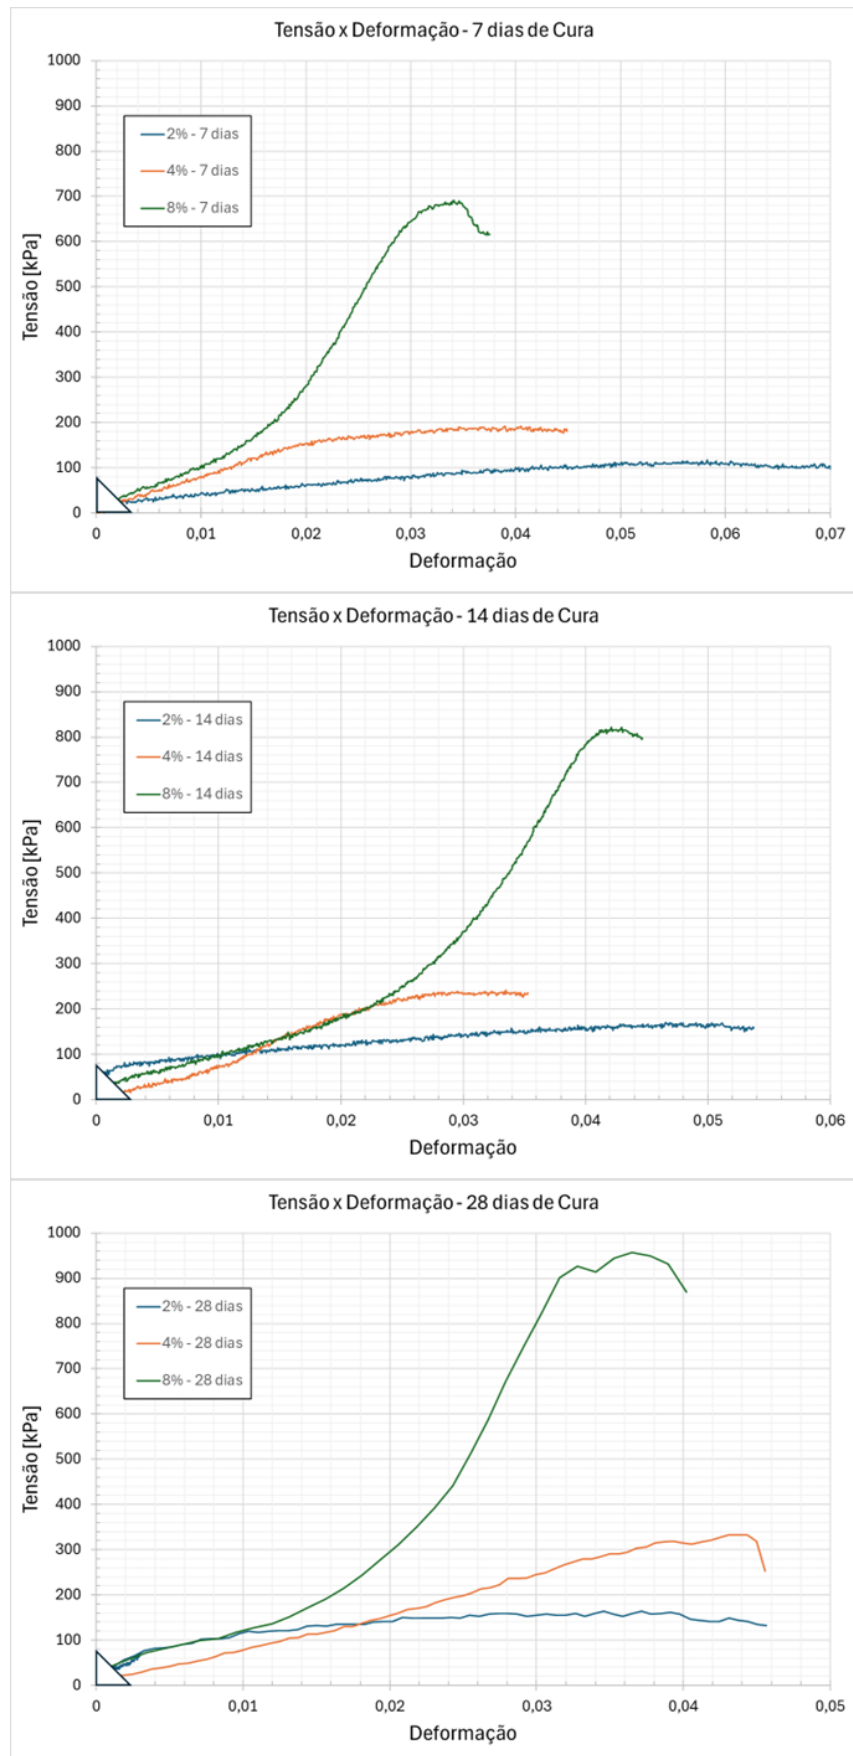 Tensão x Deformação - 7 dias de Cura
1000
900
800
700
600
500
400
300
200
100
0
Tensão [kPa]
2% - 7 dias
4% - 7 dias
8% - 7 dias
0 0,01 0,02 0,03 0,04 0,05 0,06 0,07
Deformação
Tensão x Deformação - 14 dias de Cura
1000
900
800
700
600
500
400
300
200
100
0
Tensão [kPa]
2% - 14 dias
4% - 14 dias
8% - 14 dias
0 0,01 0,02 0,03 0,04 0,05 0,06
Deformação
Tensão x Deformação - 28 dias de Cura
1000
900
800
700
600
500
400
300
200
100
0
Tensão [kPa]
2% - 28 dias
4% - 28 dias
8% - 28 dias
0 0,01 0,02 0,03 0,04 0,05
Deformação